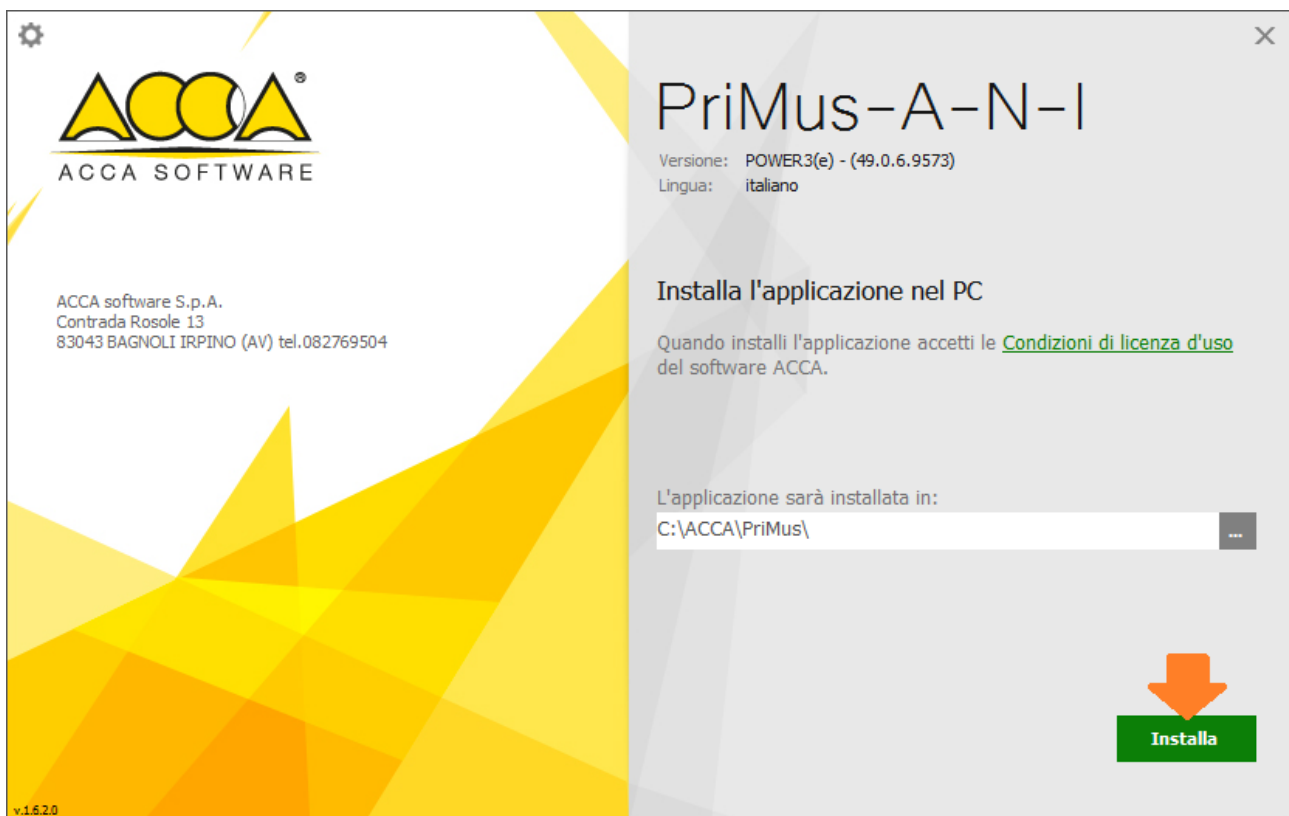 ACCA®
ACCA SOFTWARE
ACCA software S.p.A.
Contrada Rosole 13
83043 BAGNOLI IRPINO (AV) tel.082769504
v.1.6.2.0
PriMus-A-N-I
Versione: POWER3(e) - (49.0.6.9573)
Lingua: italiano
Installa l'applicazione nel PC
Quando installi l'applicazione accetti le Condizioni di licenza d'uso
del software ACCA.
L'applicazione sarà installata in:
C:\ACCA\PriMus\
...
Installa